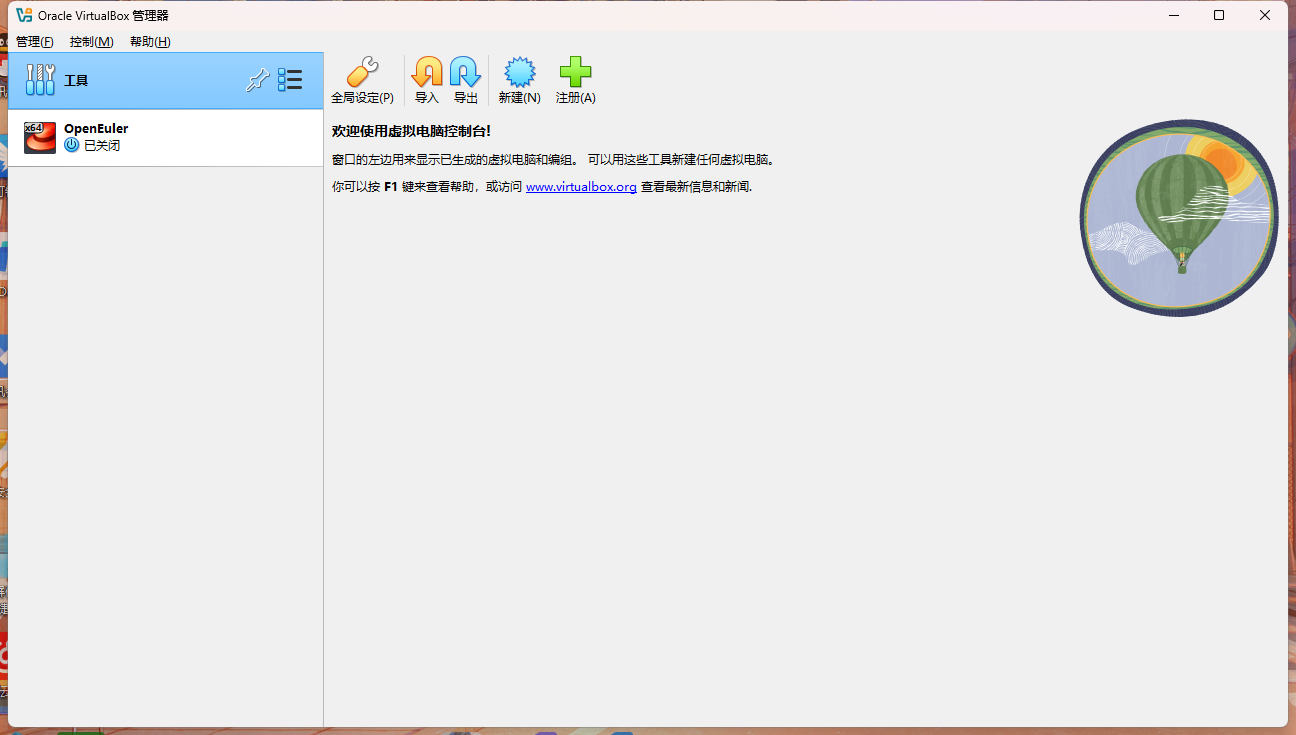 Oracle VirtualBox 管理器
管理(F) 控制(M) 帮助(H)
工具
全局设定(P) 导入 导出 新建(N) 注册(A)
x64
OpenEuler
已关闭
欢迎使用虚拟电脑控制台!
窗口的左边用来显示已生成的虚拟电脑和编组。 可以用这些工具新建任何虚拟电脑。
你可以按 F1 键来查看帮助，或访问 www.virtualbox.org 查看最新信息和新闻.